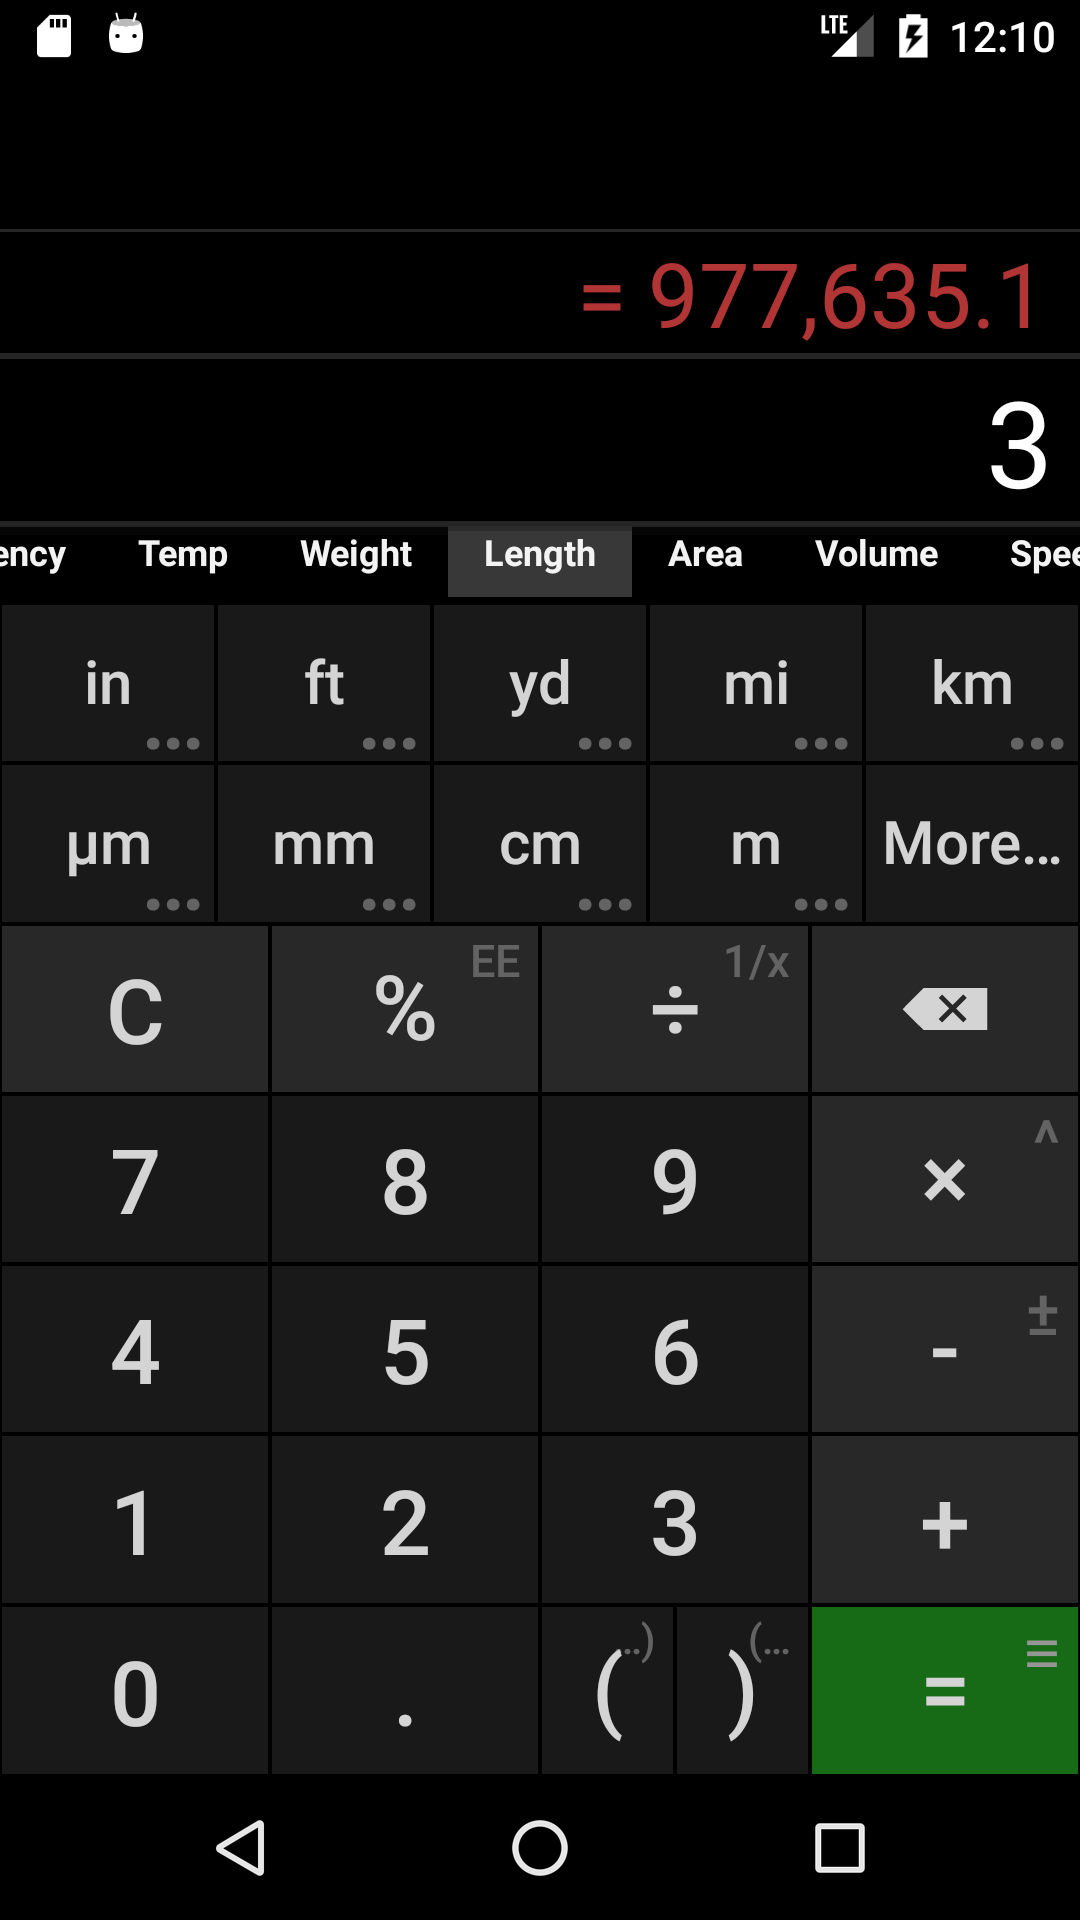 LTE 12:10
= 977,635.1
3
ency Temp Weight Length Area Volume Spee
in ft yd mi km
µm mm cm m More...
C % EE ÷ 1/x
7 8 9 × ^
4 5 6 - ±
1 2 3 +
0 . ( ..) ) (... =